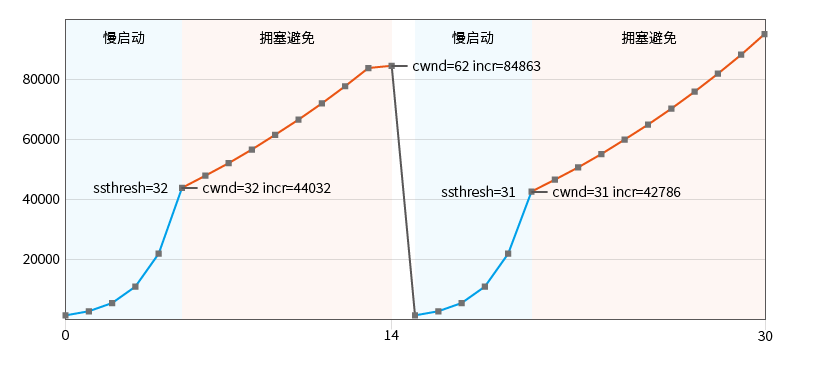 慢启动 拥塞避免 慢启动 拥塞避免
cwnd=62 incr=84863
80000
60000
ssthresh=32 cwnd=32 incr=44032 ssthresh=31 cwnd=31 incr=42786
40000
20000
0 14 30